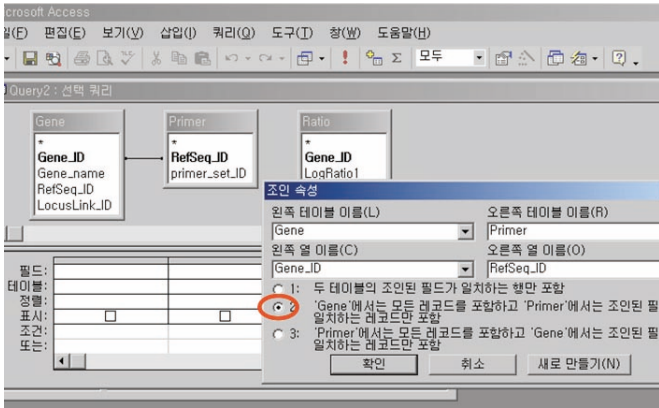 icrosoft Access
일(F) 편집(E) 보기(V) 삽입(I) 쿼리(Q) 도구(T) 창(W) 도움말(H)
모두
Query2 : 선택 쿼리
Gene
*
Gene_ID
Gene_name
RefSeq_ID
LocusLink_ID
Primer
*
RefSeq_ID
primer_set_ID
Ratio
*
Gene_ID
LogRatio1
조인 속성
왼쪽 테이블 이름(L)
오른쪽 테이블 이름(R)
Gene
Primer
왼쪽 열 이름(C)
오른쪽 열 이름(O)
Gene_ID
RefSeq_ID
1: 두 테이블의 조인된 필드가 일치하는 행만 포함
2: 'Gene'에서는 모든 레코드를 포함하고 'Primer'에서는 조인된 필
일치하는 레코드만 포함
3: 'Primer'에서는 모든 레코드를 포함하고 'Gene'에서는 조인된 필
일치하는 레코드만 포함
확인 취소 새로 만들기(N)
필드:
테이블:
정렬:
표시:
조건:
또는: